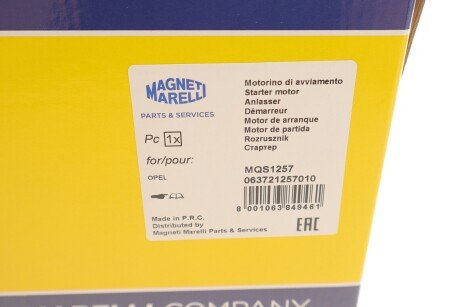 MAGNETI
MARELLI
PARTS & SERVICES
Pc 1x
for/pour:
OPEL
Made in P.R.C.
Distributed by
Magneti Marelli Parts & Services
Motorino di avviamento
Starter motor
Anlasser
Démarreur
Motor de arranque
Motor de partida
Rozrusznik
Стартер
MQS1257
063721257010
8 001063 849461
EAC
MARELLI COMPANY